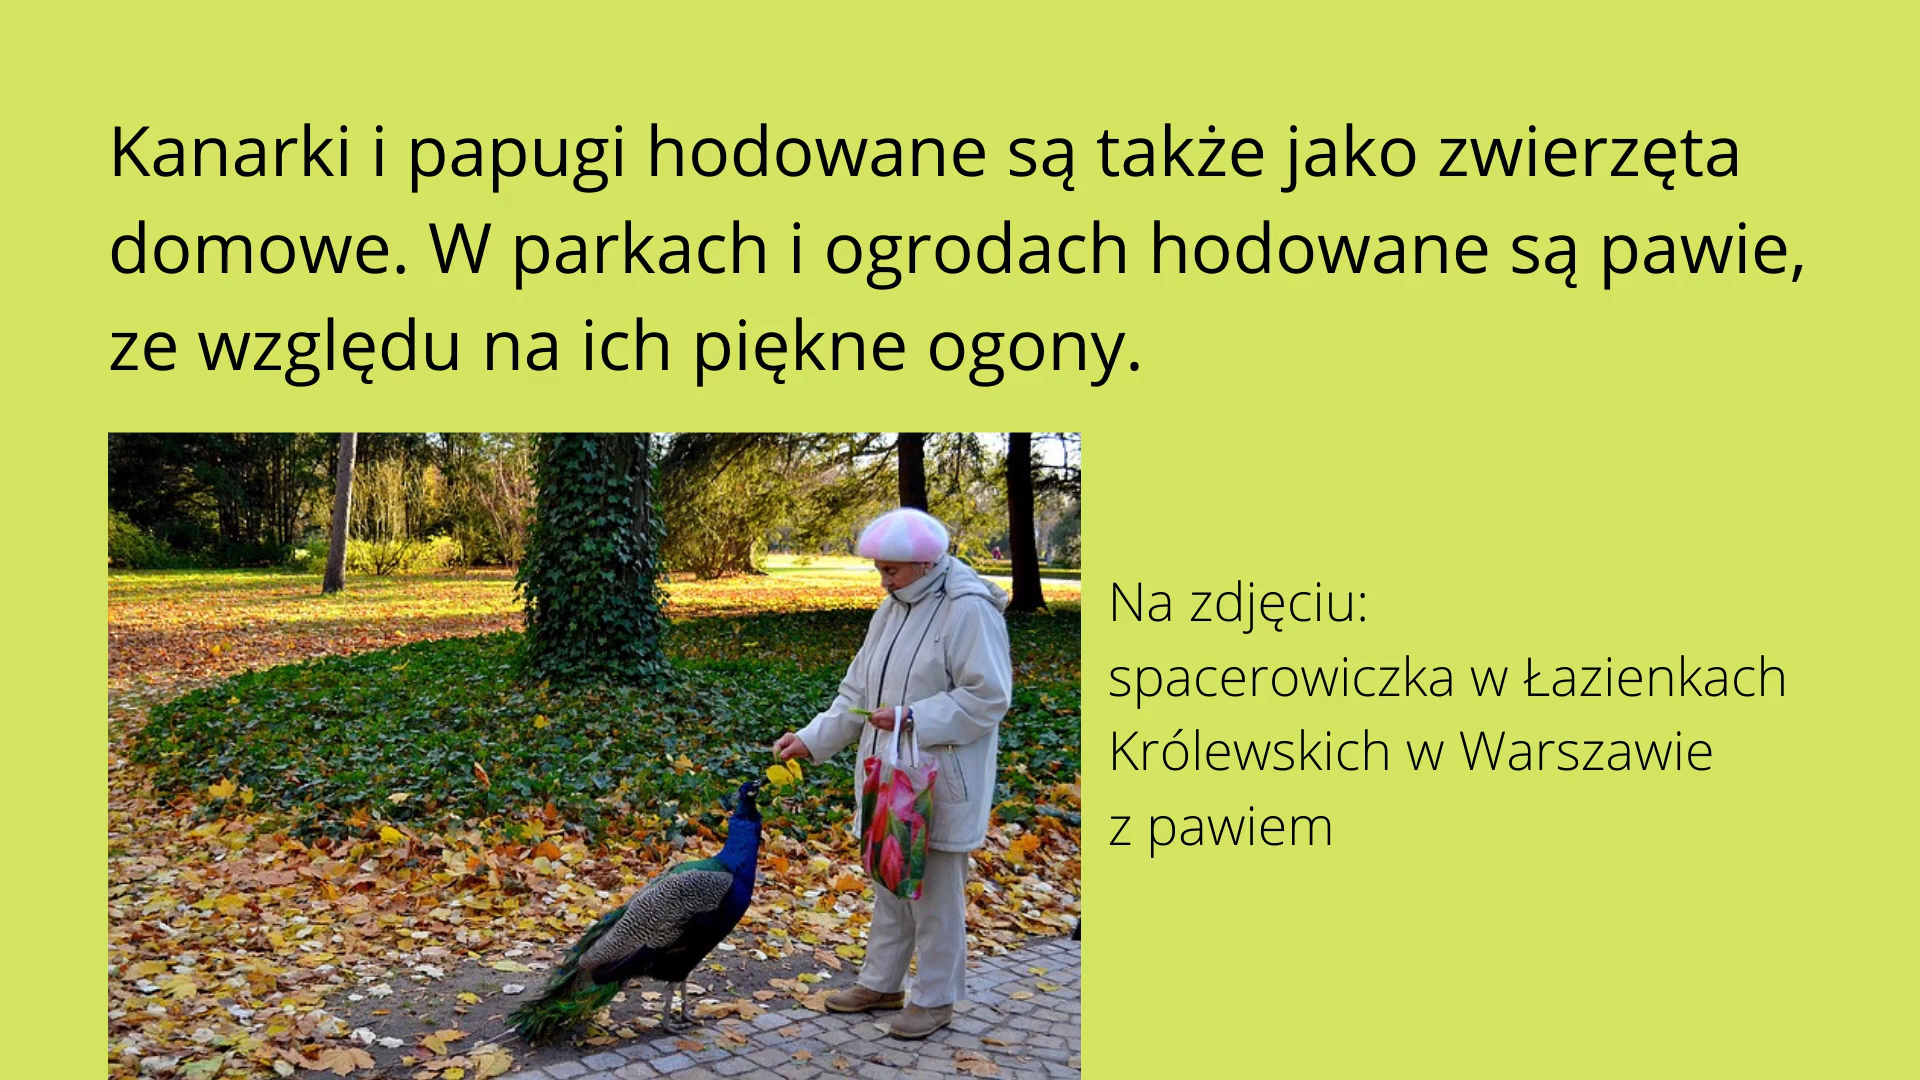 Kanarki i papugi hodowane są także jako zwierzęta
domowe. W parkach i ogrodach hodowane są pawie,
ze względu na ich piękne ogony.
Na zdjęciu:
spacerowiczka w Łazienkach
Królewskich w Warszawie
z pawiem